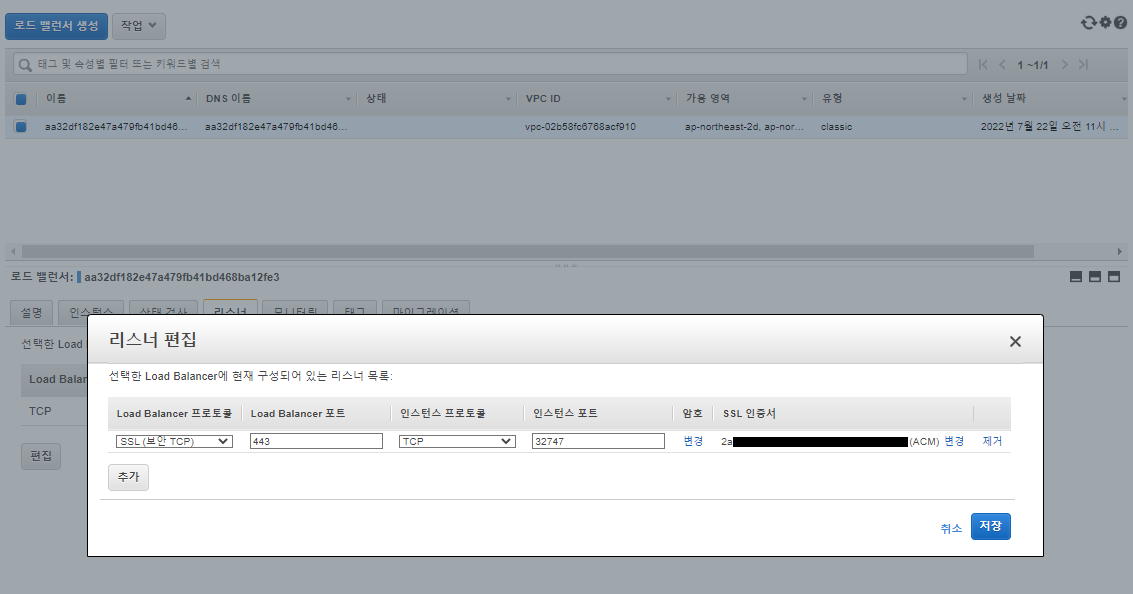 로드 밸런서 생성 작업
태그 및 속성별 필터 또는 키워드별 검색 1 ~1/1
이름 DNS 이름 상태 VPC ID 가용 영역 유형 생성 날짜
aa32df182e47a479fb41bd46... aa32df182e47a479fb41bd46... vpc-02b58fc6768acf910 ap-northeast-2d, ap-nor... classic 2022년 7월 22일 오전 11시 ...
로드 밸런서: aa32df182e47a479fb41bd468ba12fe3
설명 인스턴스 상태 검사 리스너 모니터링 태그 마이그레이션
선택한 Load
리스너 편집
선택한 Load Balancer에 현재 구성되어 있는 리스너 목록:
Load Balan
Load Balancer 프로토콜 Load Balancer 포트 인스턴스 프로토콜 인스턴스 포트 암호 SSL 인증서
TCP
SSL (보안 TCP) 443 TCP 32747 변경 2a (ACM) 변경 제거
편집
추가
취소 저장